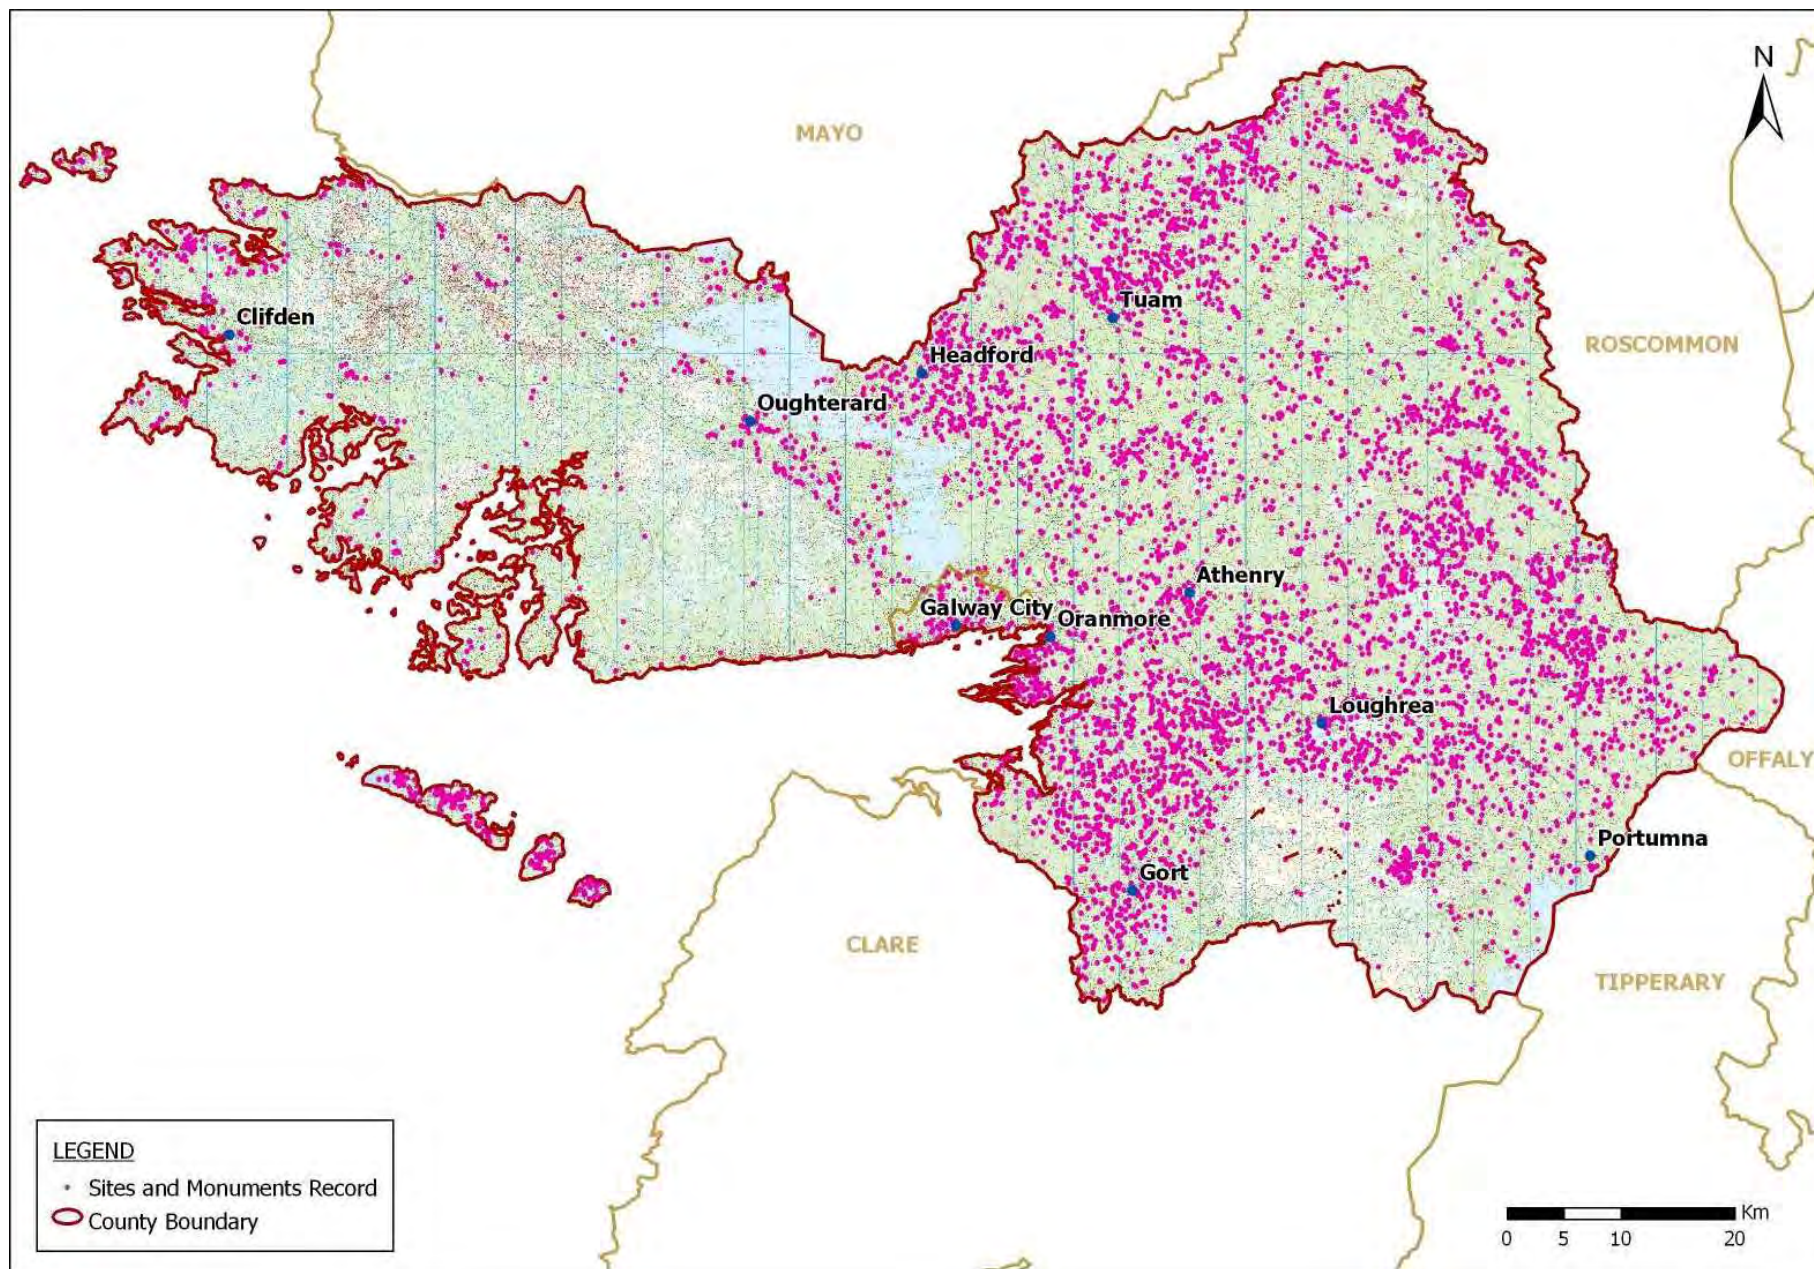 N
MAYO
Clifden
Tuam
ROSCOMMON
Headford
Oughterard
Athenry
Galway City
Oranmore
Loughrea
OFFALY
Portumna
Gort
CLARE
TIPPERARY
LEGEND
Sites and Monuments Record
County Boundary
Km
0 5 10 20